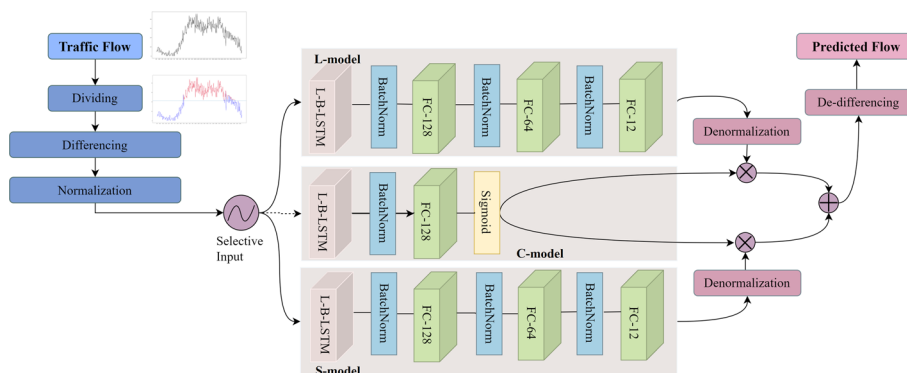 Traffic Flow
Dividing
Differencing
Normalization
Selective
Input
L-model
L-B-LSTM
BatchNorm
FC-128
BatchNorm
FC-64
BatchNorm
FC-12
L-B-LSTM
BatchNorm
FC-128
Sigmoid
C-model
L-B-LSTM
BatchNorm
FC-128
BatchNorm
FC-64
BatchNorm
FC-12
S-model
Denormalization
Denormalization
De-differencing
Predicted Flow